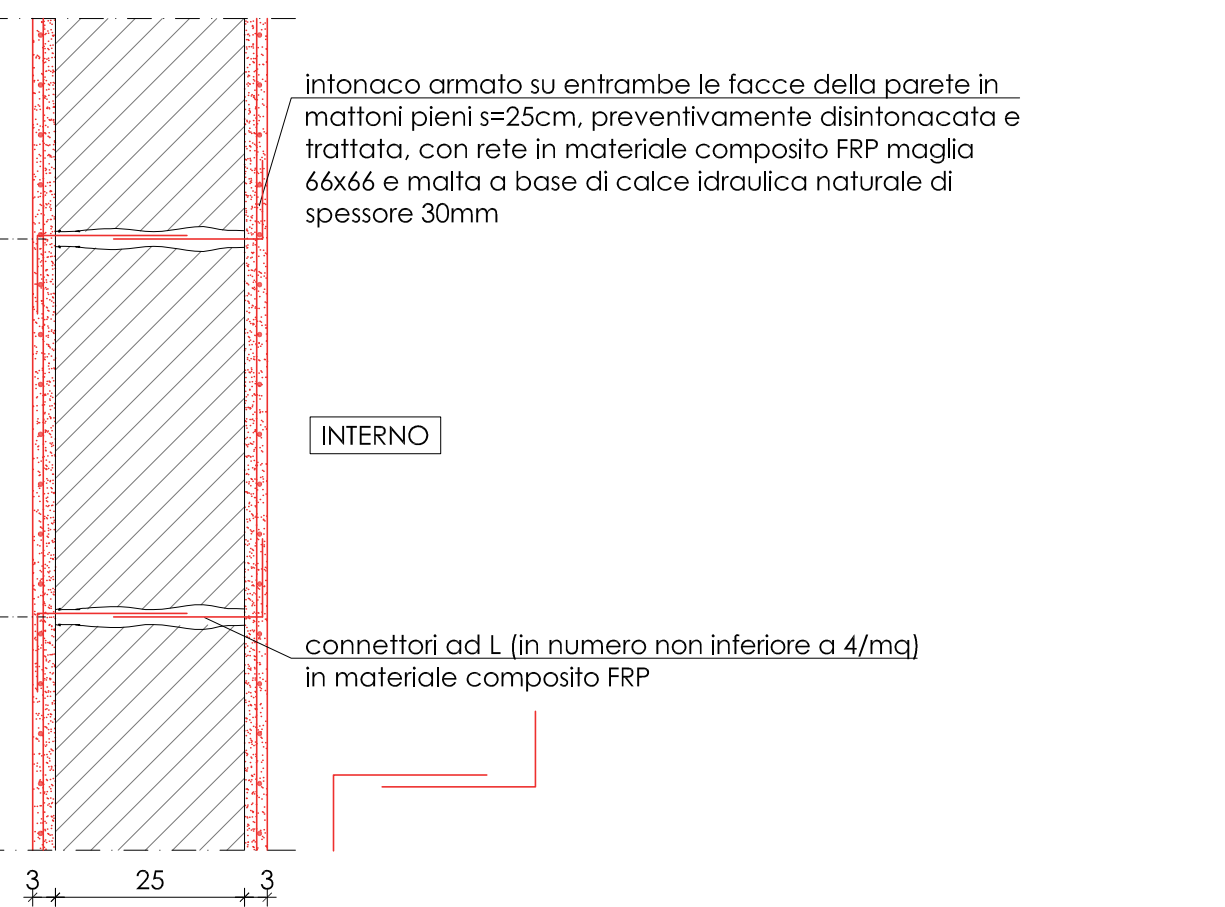 intonaco armato su entrambe le facce della parete in
mattoni pieni s=25cm, preventivamente disintonacata e
trattata, con rete in materiale composito FRP maglia
66x66 e malta a base di calce idraulica naturale di
spessore 30mm
INTERNO
connettori ad L (in numero non inferiore a 4/mq)
in materiale composito FRP
3 25 3